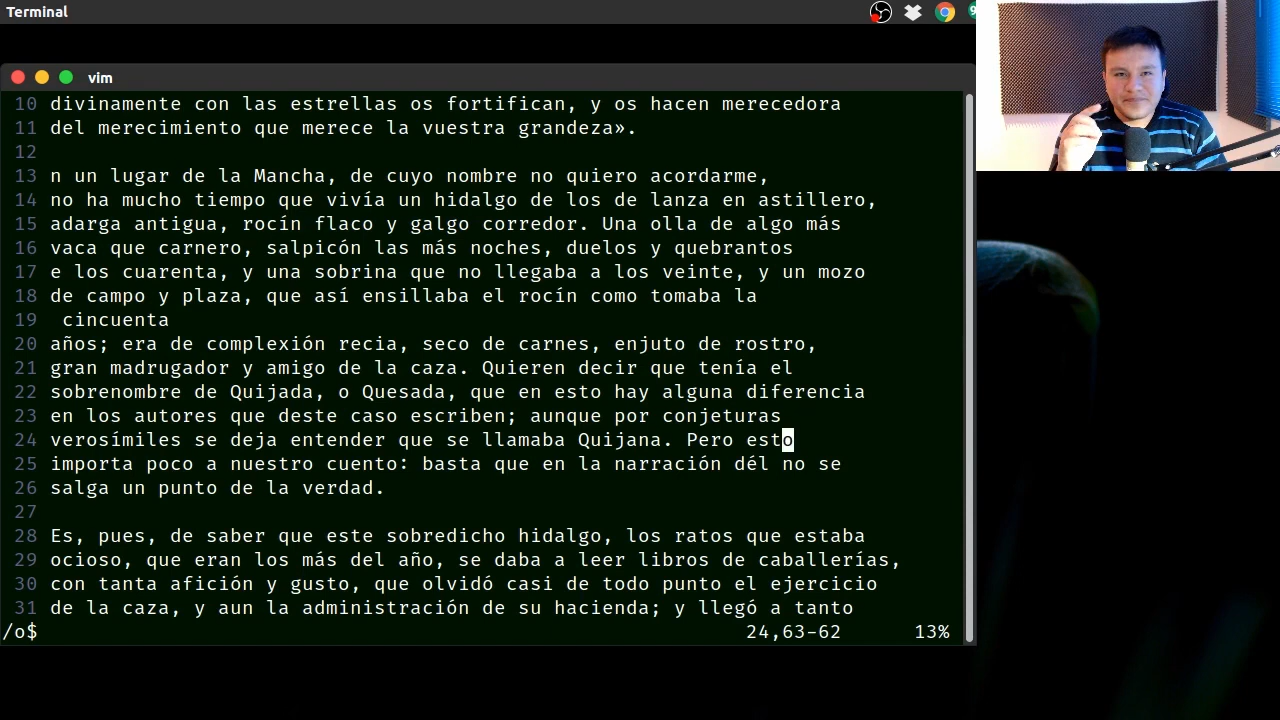 Terminal
9
vim
10 divinamente con las estrellas os fortifican, y os hacen merecedora
11 del merecimiento que merece la vuestra grandeza».
12
13 n un lugar de la Mancha, de cuyo nombre no quiero acordarme,
14 no ha mucho tiempo que vivía un hidalgo de los de lanza en astillero,
15 adarga antigua, rocín flaco y galgo corredor. Una olla de algo más
16 vaca que carnero, salpicón las más noches, duelos y quebrantos
17 e los cuarenta, y una sobrina que no llegaba a los veinte, y un mozo
18 de campo y plaza, que así ensillaba el rocín como tomaba la
19  cincuenta
20 años; era de complexión recia, seco de carnes, enjuto de rostro,
21 gran madrugador y amigo de la caza. Quieren decir que tenía el
22 sobrenombre de Quijada, o Quesada, que en esto hay alguna diferencia
23 en los autores que deste caso escriben; aunque por conjeturas
24 verosímiles se deja entender que se llamaba Quijana. Pero esto
25 importa poco a nuestro cuento: basta que en la narración dél no se
26 salga un punto de la verdad.
27
28 Es, pues, de saber que este sobredicho hidalgo, los ratos que estaba
29 ocioso, que eran los más del año, se daba a leer libros de caballerías,
30 con tanta afición y gusto, que olvidó casi de todo punto el ejercicio
31 de la caza, y aun la administración de su hacienda; y llegó a tanto
/o$ 24,63-62 13%